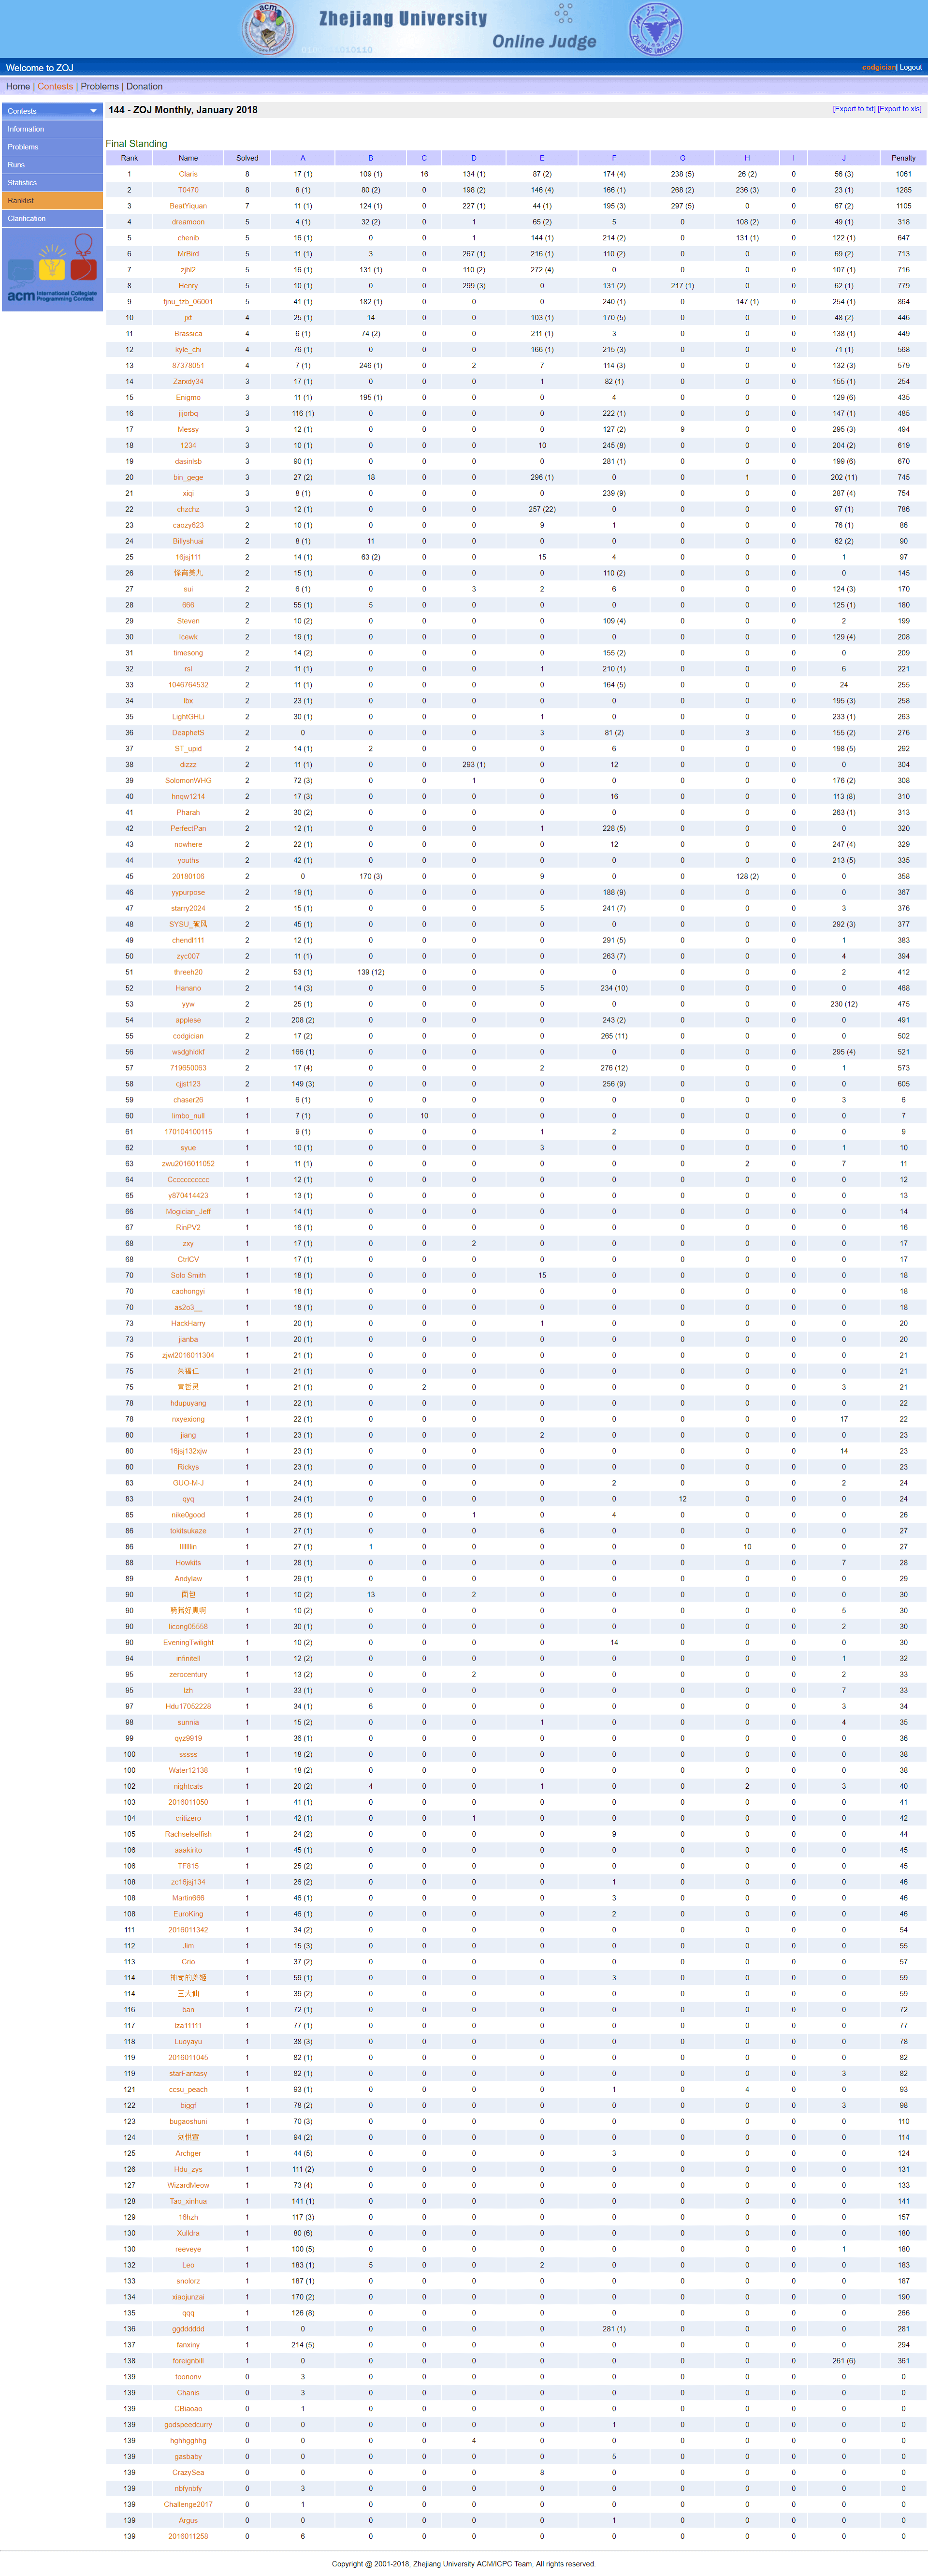 acm
Zhejiang University
Online Judge
Welcome to ZOJ
codgician| Logout
Home | Contests | Problems | Donation
Contests
Information
Problems
Runs
Statistics
Ranklist
Clarification
acm International Collegiate Programming Contest
144 - ZOJ Monthly, January 2018
[Export to txt] [Export to xls]
Final Standing
Rank Name Solved A B C D E F G H I J Penalty
1 Claris 8 17 (1) 109 (1) 16 134 (1) 87 (2) 174 (4) 238 (5) 26 (2) 0 56 (3) 1061
2 T0470 8 8 (1) 80 (2) 0 198 (2) 146 (4) 166 (1) 268 (2) 236 (3) 0 23 (1) 1285
3 BeatYiquan 7 11 (1) 124 (1) 0 227 (1) 44 (1) 195 (3) 297 (5) 0 0 67 (2) 1105
4 dreamoon 5 4 (1) 32 (2) 0 1 65 (2) 5 0 108 (2) 0 49 (1) 318
5 chenib 5 16 (1) 0 0 1 144 (1) 214 (2) 0 131 (1) 0 122 (1) 647
6 MrBird 5 11 (1) 3 0 267 (1) 216 (1) 110 (2) 0 0 0 69 (2) 713
7 zjhl2 5 16 (1) 131 (1) 0 110 (2) 272 (4) 0 0 0 0 107 (1) 716
8 Henry 5 10 (1) 0 0 299 (3) 0 131 (2) 217 (1) 0 0 62 (1) 779
9 fjnu_tzb_06001 5 41 (1) 182 (1) 0 0 0 240 (1) 0 147 (1) 0 254 (1) 864
10 jxt 4 25 (1) 14 0 0 103 (1) 170 (5) 0 0 0 48 (2) 446
11 Brassica 4 6 (1) 74 (2) 0 0 211 (1) 3 0 0 0 138 (1) 449
12 kyle_chi 4 76 (1) 0 0 0 166 (1) 215 (3) 0 0 0 71 (1) 568
13 87378051 4 7 (1) 246 (1) 0 2 7 114 (3) 0 0 0 132 (3) 579
14 Zarxdy34 3 17 (1) 0 0 0 1 82 (1) 0 0 0 155 (1) 254
15 Enigmo 3 11 (1) 195 (1) 0 0 0 4 0 0 0 129 (6) 435
16 jijorbq 3 116 (1) 0 0 0 0 222 (1) 0 0 0 147 (1) 485
17 Messy 3 12 (1) 0 0 0 0 127 (2) 9 0 0 295 (3) 494
18 1234 3 10 (1) 0 0 0 10 245 (8) 0 0 0 204 (2) 619
19 dasinlsb 3 90 (1) 0 0 0 0 281 (1) 0 0 0 199 (6) 670
20 bin_gege 3 27 (2) 18 0 0 296 (1) 0 0 1 0 202 (11) 745
21 xiqi 3 8 (1) 0 0 0 0 239 (9) 0 0 0 287 (4) 754
22 chzchz 3 12 (1) 0 0 0 257 (22) 0 0 0 0 97 (1) 786
23 caozy623 2 10 (1) 0 0 0 9 1 0 0 0 76 (1) 86
24 Billyshuai 2 8 (1) 11 0 0 0 0 0 0 0 62 (2) 90
25 16jsj111 2 14 (1) 63 (2) 0 0 15 4 0 0 0 1 97
26 2 15 (1) 0 0 0 0 110 (2) 0 0 0 0 145
27 sui 2 6 (1) 0 0 3 2 6 0 0 0 124 (3) 170
28 666 2 55 (1) 5 0 0 0 0 0 0 0 125 (1) 180
29 Steven 2 10 (2) 0 0 0 0 109 (4) 0 0 0 2 199
30 Icewk 2 19 (1) 0 0 0 0 0 0 0 0 129 (4) 208
31 timesong 2 14 (2) 0 0 0 0 155 (2) 0 0 0 0 209
32 rsl 2 11 (1) 0 0 0 1 210 (1) 0 0 0 6 221
33 1046764532 2 11 (1) 0 0 0 0 164 (5) 0 0 0 24 255
34 lbx 2 23 (1) 0 0 0 0 0 0 0 0 195 (3) 258
35 LightGHLi 2 30 (1) 0 0 0 1 0 0 0 0 233 (1) 263
36 DeaphetS 2 0 0 0 0 3 81 (2) 0 3 0 155 (2) 276
37 ST_upid 2 14 (1) 2 0 0 0 6 0 0 0 198 (5) 292
38 dizzz 2 11 (1) 0 0 293 (1) 0 12 0 0 0 0 304
39 SolomonWHG 2 72 (3) 0 0 1 0 0 0 0 0 176 (2) 308
40 hnqw1214 2 17 (3) 0 0 0 0 16 0 0 0 113 (8) 310
41 Pharah 2 30 (2) 0 0 0 0 0 0 0 0 263 (1) 313
42 PerfectPan 2 12 (1) 0 0 0 1 228 (5) 0 0 0 0 320
43 nowhere 2 22 (1) 0 0 0 0 12 0 0 0 247 (4) 329
44 youths 2 42 (1) 0 0 0 0 0 0 0 0 213 (5) 335
45 20180106 2 0 170 (3) 0 0 9 0 0 128 (2) 0 0 358
46 yypurpose 2 19 (1) 0 0 0 0 188 (9) 0 0 0 0 367
47 starry2024 2 15 (1) 0 0 0 5 241 (7) 0 0 0 3 376
48 SYSU_破风 2 45 (1) 0 0 0 0 0 0 0 0 292 (3) 377
49 chendl111 2 12 (1) 0 0 0 0 291 (5) 0 0 0 1 383
50 zyc007 2 11 (1) 0 0 0 0 263 (7) 0 0 0 4 394
51 threeh20 2 53 (1) 139 (12) 0 0 0 0 0 0 0 2 412
52 Hanano 2 14 (3) 0 0 0 5 234 (10) 0 0 0 0 468
53 yyw 2 25 (1) 0 0 0 0 0 0 0 0 230 (12) 475
54 applese 2 208 (2) 0 0 0 0 243 (2) 0 0 0 0 491
55 codgician 2 17 (2) 0 0 0 0 265 (11) 0 0 0 0 502
56 wsdghldkf 2 166 (1) 0 0 0 0 0 0 0 0 295 (4) 521
57 719650063 2 17 (4) 0 0 0 2 276 (12) 0 0 0 1 573
58 cjjst123 2 149 (3) 0 0 0 0 256 (9) 0 0 0 0 605
59 chaser26 1 6 (1) 0 0 0 0 0 0 0 0 3 6
60 limbo_null 1 7 (1) 0 10 0 0 0 0 0 0 0 7
61 170104100115 1 9 (1) 0 0 0 1 2 0 0 0 0 9
62 syue 1 10 (1) 0 0 0 3 0 0 0 0 1 10
63 zwu2016011052 1 11 (1) 0 0 0 0 0 0 2 0 7 11
64 Ccccccccccc 1 12 (1) 0 0 0 0 0 0 0 0 0 12
65 y870414423 1 13 (1) 0 0 0 0 0 0 0 0 0 13
66 Mogician_Jeff 1 14 (1) 0 0 0 0 0 0 0 0 0 14
67 RinPV2 1 16 (1) 0 0 0 0 0 0 0 0 0 16
68 zxy 1 17 (1) 0 0 2 0 0 0 0 0 0 17
68 CtrlCV 1 17 (1) 0 0 0 0 0 0 0 0 0 17
70 Solo Smith 1 18 (1) 0 0 0 15 0 0 0 0 0 18
70 caohongyi 1 18 (1) 0 0 0 0 0 0 0 0 0 18
70 as2o3__ 1 18 (1) 0 0 0 0 0 0 0 0 0 18
73 HackHarry 1 20 (1) 0 0 0 1 0 0 0 0 0 20
73 jianba 1 20 (1) 0 0 0 0 0 0 0 0 0 20
75 zjwl2016011304 1 21 (1) 0 0 0 0 0 0 0 0 0 21
75 1 21 (1) 0 0 0 0 0 0 0 0 0 21
75 1 21 (1) 0 2 0 0 0 0 0 0 3 21
78 hdupuyang 1 22 (1) 0 0 0 0 0 0 0 0 0 22
78 nxyexiong 1 22 (1) 0 0 0 0 0 0 0 0 17 22
80 jiang 1 23 (1) 0 0 0 2 0 0 0 0 0 23
80 16jsj132xjw 1 23 (1) 0 0 0 0 0 0 0 0 14 23
80 Rickys 1 23 (1) 0 0 0 0 0 0 0 0 0 23
83 GUO-M-J 1 24 (1) 0 0 0 0 2 0 0 0 2 24
83 qyq 1 24 (1) 0 0 0 0 0 12 0 0 0 24
85 nike0good 1 26 (1) 0 0 1 0 4 0 0 0 0 26
86 tokitsukaze 1 27 (1) 0 0 0 6 0 0 0 0 0 27
86 1 27 (1) 1 0 0 0 0 0 10 0 0 27
88 Howkits 1 28 (1) 0 0 0 0 0 0 0 0 7 28
89 Andylaw 1 29 (1) 0 0 0 0 0 0 0 0 0 29
90 面包 1 10 (2) 13 0 2 0 0 0 0 0 0 30
90 1 10 (2) 0 0 0 0 0 0 0 0 5 30
90 licong05558 1 30 (1) 0 0 0 0 0 0 0 0 2 30
90 EveningTwilight 1 10 (2) 0 0 0 0 14 0 0 0 0 30
94 infinitell 1 12 (2) 0 0 0 0 0 0 0 0 1 32
95 zerocentury 1 13 (2) 0 0 2 0 0 0 0 0 2 33
95 lzh 1 33 (1) 0 0 0 0 0 0 0 0 7 33
97 Hdu17052228 1 34 (1) 6 0 0 0 0 0 0 0 3 34
98 sunnia 1 15 (2) 0 0 0 1 0 0 0 0 4 35
99 qyz9919 1 36 (1) 0 0 0 0 0 0 0 0 0 36
100 sssss 1 18 (2) 0 0 0 0 0 0 0 0 0 38
100 Water12138 1 18 (2) 0 0 0 0 0 0 0 0 0 38
102 nightcats 1 20 (2) 4 0 0 1 0 0 2 0 3 40
103 2016011050 1 41 (1) 0 0 0 0 0 0 0 0 0 41
104 critizero 1 42 (1) 0 0 1 0 0 0 0 0 0 42
105 Rachselselfish 1 24 (2) 0 0 0 0 9 0 0 0 0 44
106 aaakirito 1 45 (1) 0 0 0 0 0 0 0 0 0 45
106 TF815 1 25 (2) 0 0 0 0 0 0 0 0 0 45
108 zc16jsj134 1 26 (2) 0 0 0 0 1 0 0 0 0 46
108 Martin666 1 46 (1) 0 0 0 0 3 0 0 0 0 46
108 EuroKing 1 46 (1) 0 0 0 0 2 0 0 0 0 46
111 2016011342 1 34 (2) 0 0 0 0 0 0 0 0 0 54
112 Jim 1 15 (3) 0 0 0 0 0 0 0 0 0 55
113 Crio 1 37 (2) 0 0 0 0 0 0 0 0 0 57
114 1 59 (1) 0 0 0 0 3 0 0 0 0 59
114 王大仙 1 39 (2) 0 0 0 0 0 0 0 0 0 59
116 ban 1 72 (1) 0 0 0 0 0 0 0 0 0 72
117 lza11111 1 77 (1) 0 0 0 0 0 0 0 0 0 77
118 Luoyayu 1 38 (3) 0 0 0 0 0 0 0 0 0 78
119 2016011045 1 82 (1) 0 0 0 0 0 0 0 0 0 82
119 starFantasy 1 82 (1) 0 0 0 0 0 0 0 0 3 82
121 ccsu_peach 1 93 (1) 0 0 0 0 1 0 4 0 0 93
122 biggf 1 78 (2) 0 0 0 0 0 0 0 0 3 98
123 bugaoshuni 1 70 (3) 0 0 0 0 0 0 0 0 0 110
124 1 94 (2) 0 0 0 0 0 0 0 0 0 114
125 Archger 1 44 (5) 0 0 0 0 3 0 0 0 0 124
126 Hdu_zys 1 111 (2) 0 0 0 0 0 0 0 0 0 131
127 WizardMeow 1 73 (4) 0 0 0 0 0 0 0 0 0 133
128 Tao_xinhua 1 141 (1) 0 0 0 0 0 0 0 0 0 141
129 16hzh 1 117 (3) 0 0 0 0 0 0 0 0 0 157
130 Xulldra 1 80 (6) 0 0 0 0 0 0 0 0 0 180
130 reeveye 1 100 (5) 0 0 0 0 0 0 0 0 1 180
132 Leo 1 183 (1) 5 0 0 2 0 0 0 0 0 183
133 snolorz 1 187 (1) 0 0 0 0 0 0 0 0 0 187
134 xiaojunzai 1 170 (2) 0 0 0 0 0 0 0 0 0 190
135 qqq 1 126 (8) 0 0 0 0 0 0 0 0 0 266
136 ggdddddd 1 0 0 0 0 0 281 (1) 0 0 0 0 281
137 fanxiny 1 214 (5) 0 0 0 0 0 0 0 0 0 294
138 foreignbill 1 0 0 0 0 0 0 0 0 0 261 (6) 361
139 toononv 0 3 0 0 0 0 0 0 0 0 0 0
139 Chanis 0 3 0 0 0 0 0 0 0 0 0 0
139 CBiaoao 0 1 0 0 0 0 0 0 0 0 0 0
139 godspeedcurry 0 0 0 0 0 0 1 0 0 0 0 0
139 hghhgghhg 0 0 0 0 4 0 0 0 0 0 0 0
139 gasbaby 0 0 0 0 0 0 5 0 0 0 0 0
139 CrazySea 0 0 0 0 0 8 0 0 0 0 0 0
139 nbfynbfy 0 3 0 0 0 0 0 0 0 0 0 0
139 Challenge2017 0 1 0 0 0 0 0 0 0 0 0 0
139 Argus 0 0 0 0 0 0 1 0 0 0 0 0
139 2016011258 0 6 0 0 0 0 0 0 0 0 0 0
Copyright @ 2001-2018, Zhejiang University ACM/ICPC Team, All rights reserved.